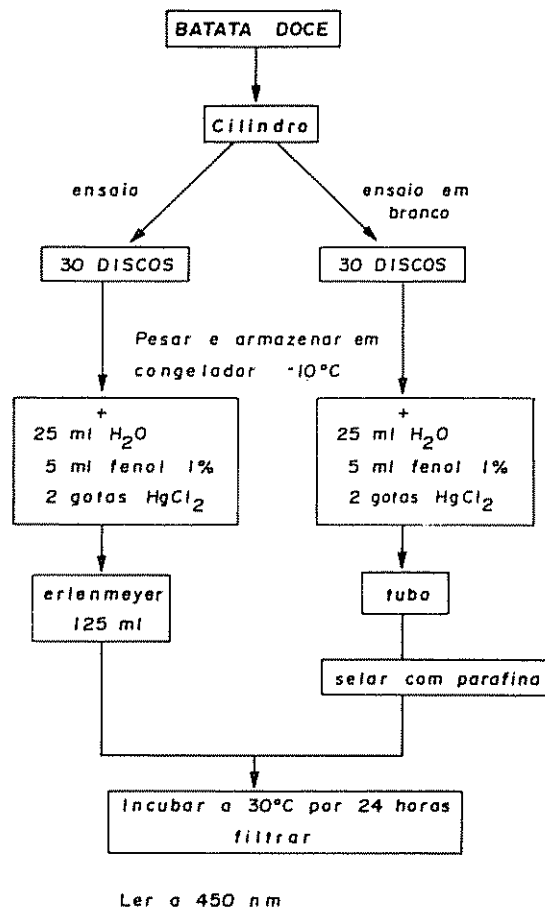 BATATA DOCE
Cilindro
ensaio
ensaio em
branco
30 DISCOS
30 DISCOS
Pesar e armazenar em
congelador -10°C
+
25 ml H₂O
5 ml fenol 1%
2 gotas HgCl₂
+
25 ml H₂O
5 ml fenol 1%
2 gotas HgCl₂
erlenmeyer
125 ml
tubo
selar com parafina
Incubar a 30°C por 24 horas
filtrar
Ler a 450 nm